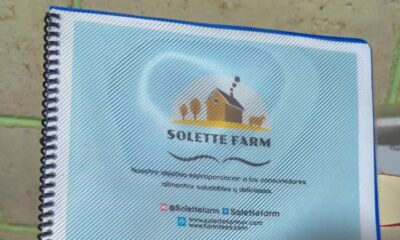 SOLETTE FARM
Nuestro objetivo es proporcionar a los consumidores
alimentos saludables y deliciosos.
@Solettefarm Solettefarm